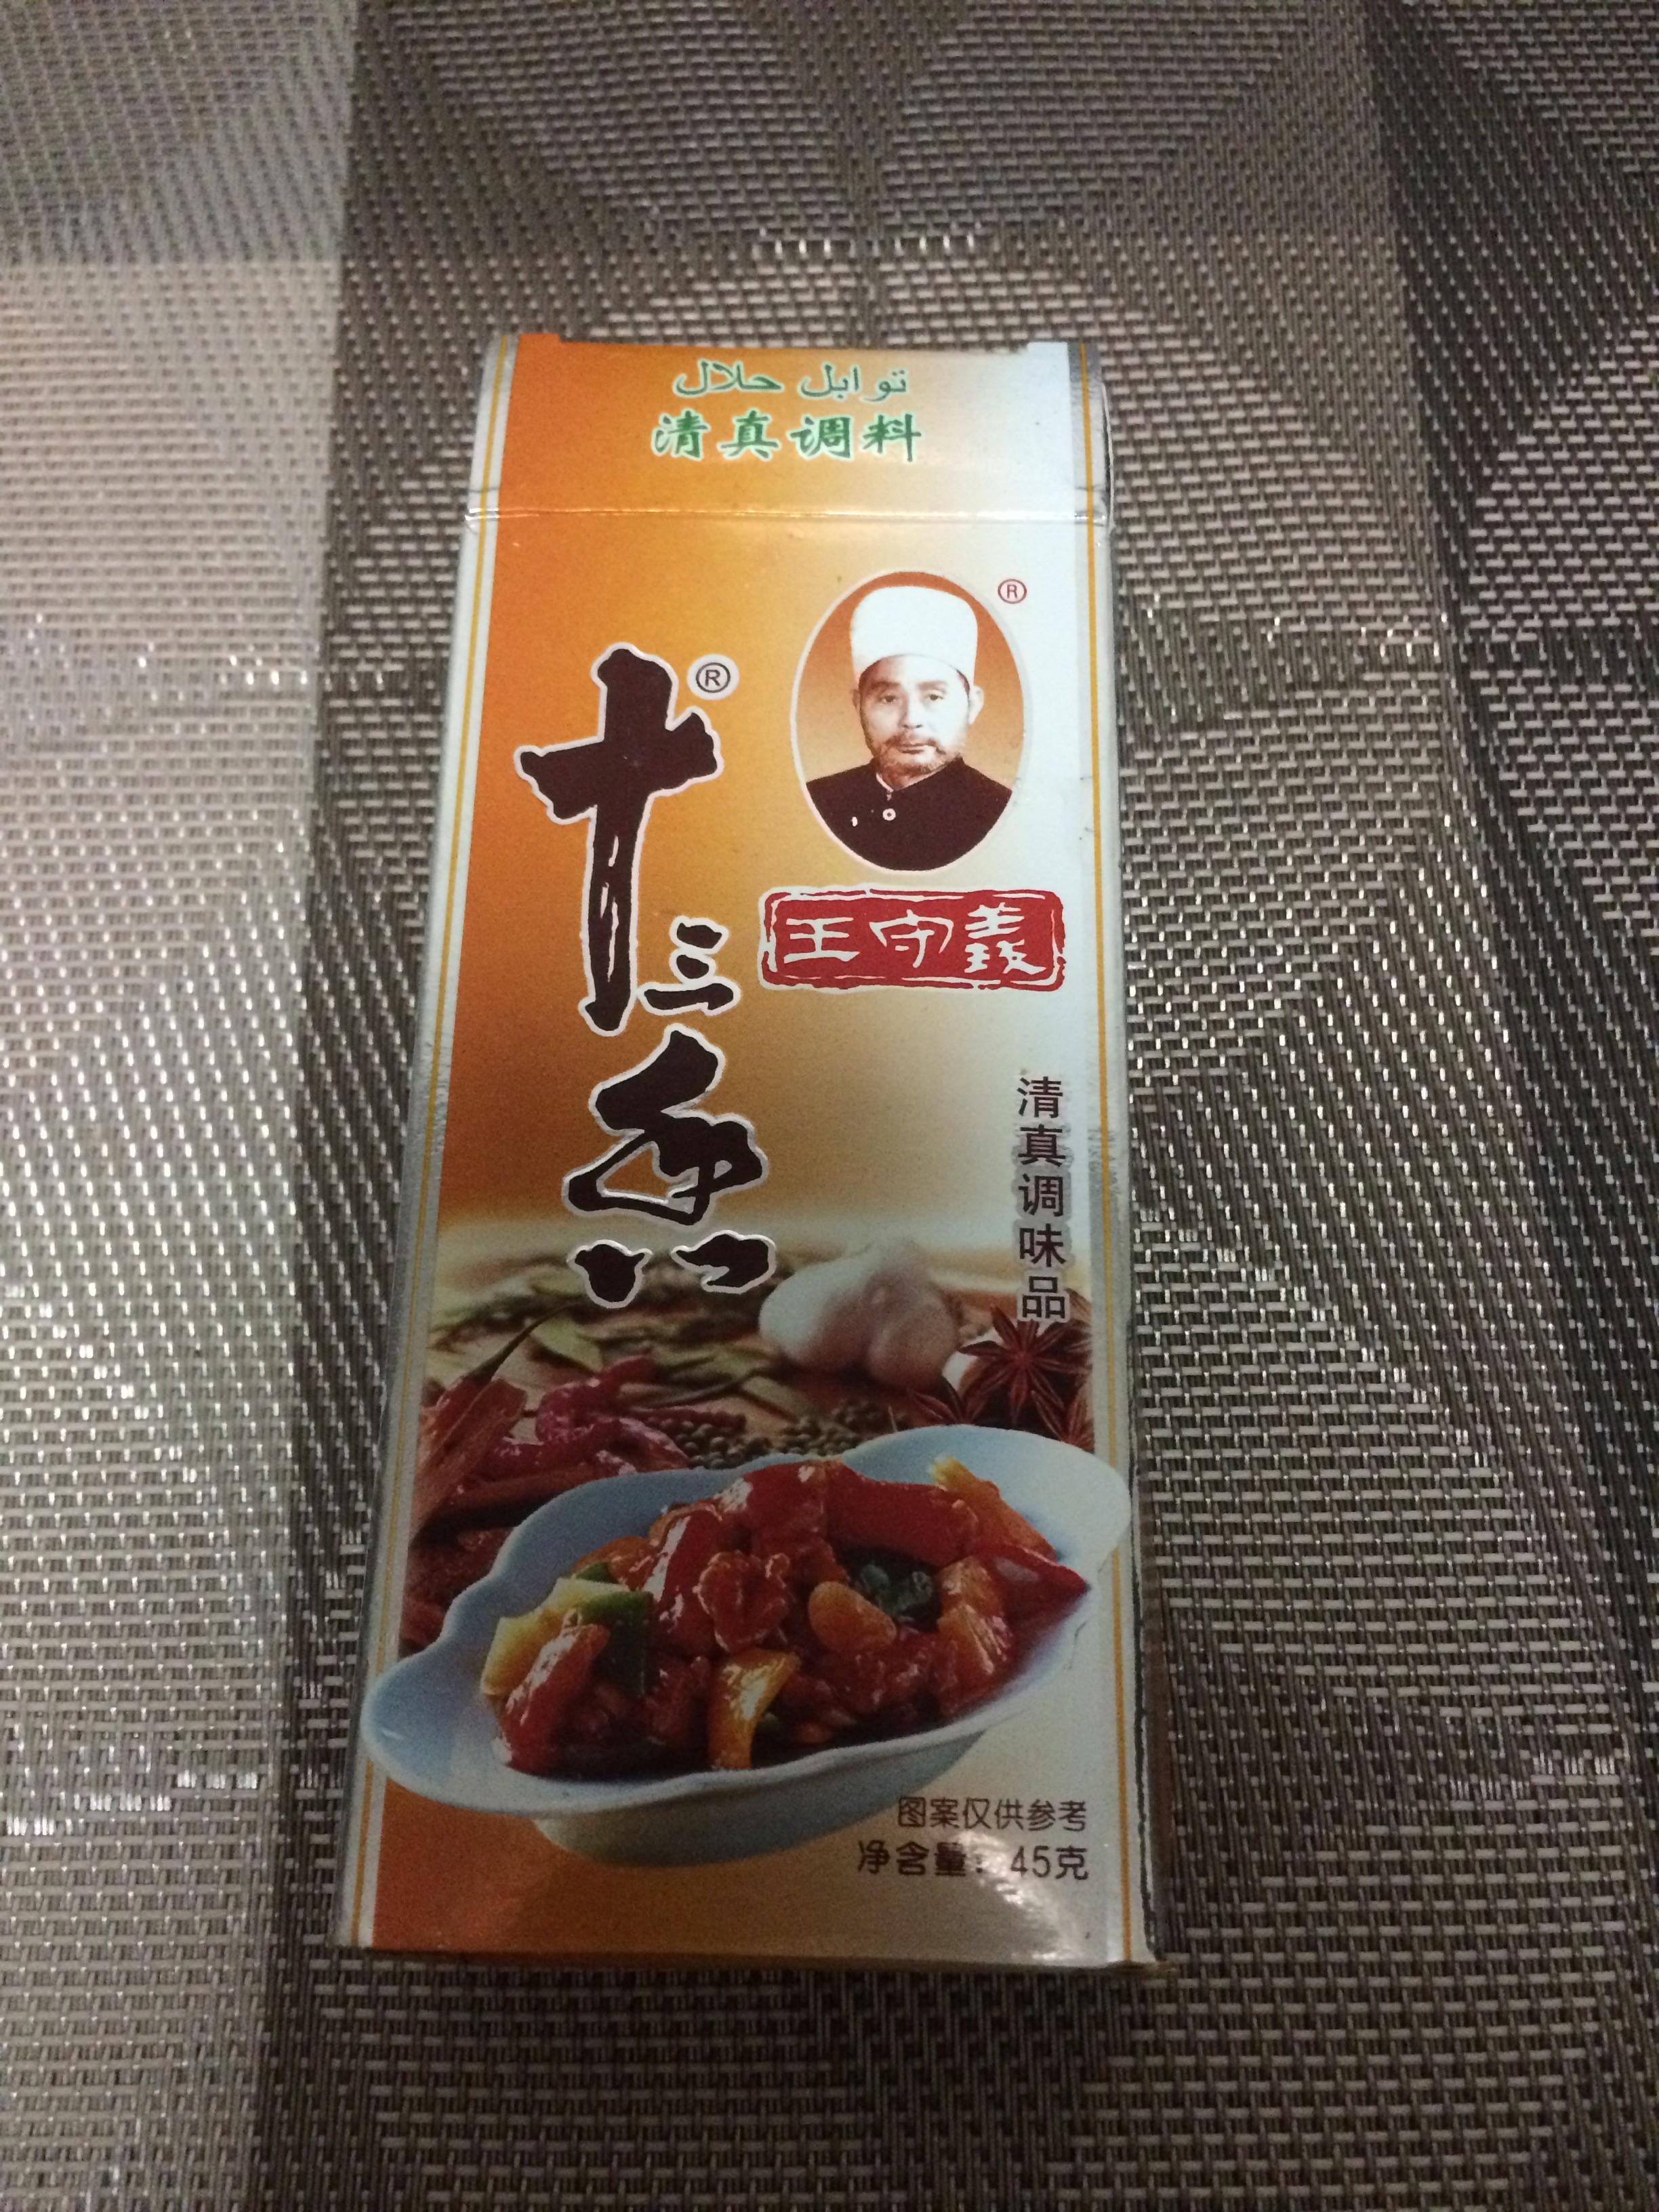 توابل حلال
清真调料
®
十三香®
王守義
清真调味品
图案仅供参考
净含量：45克